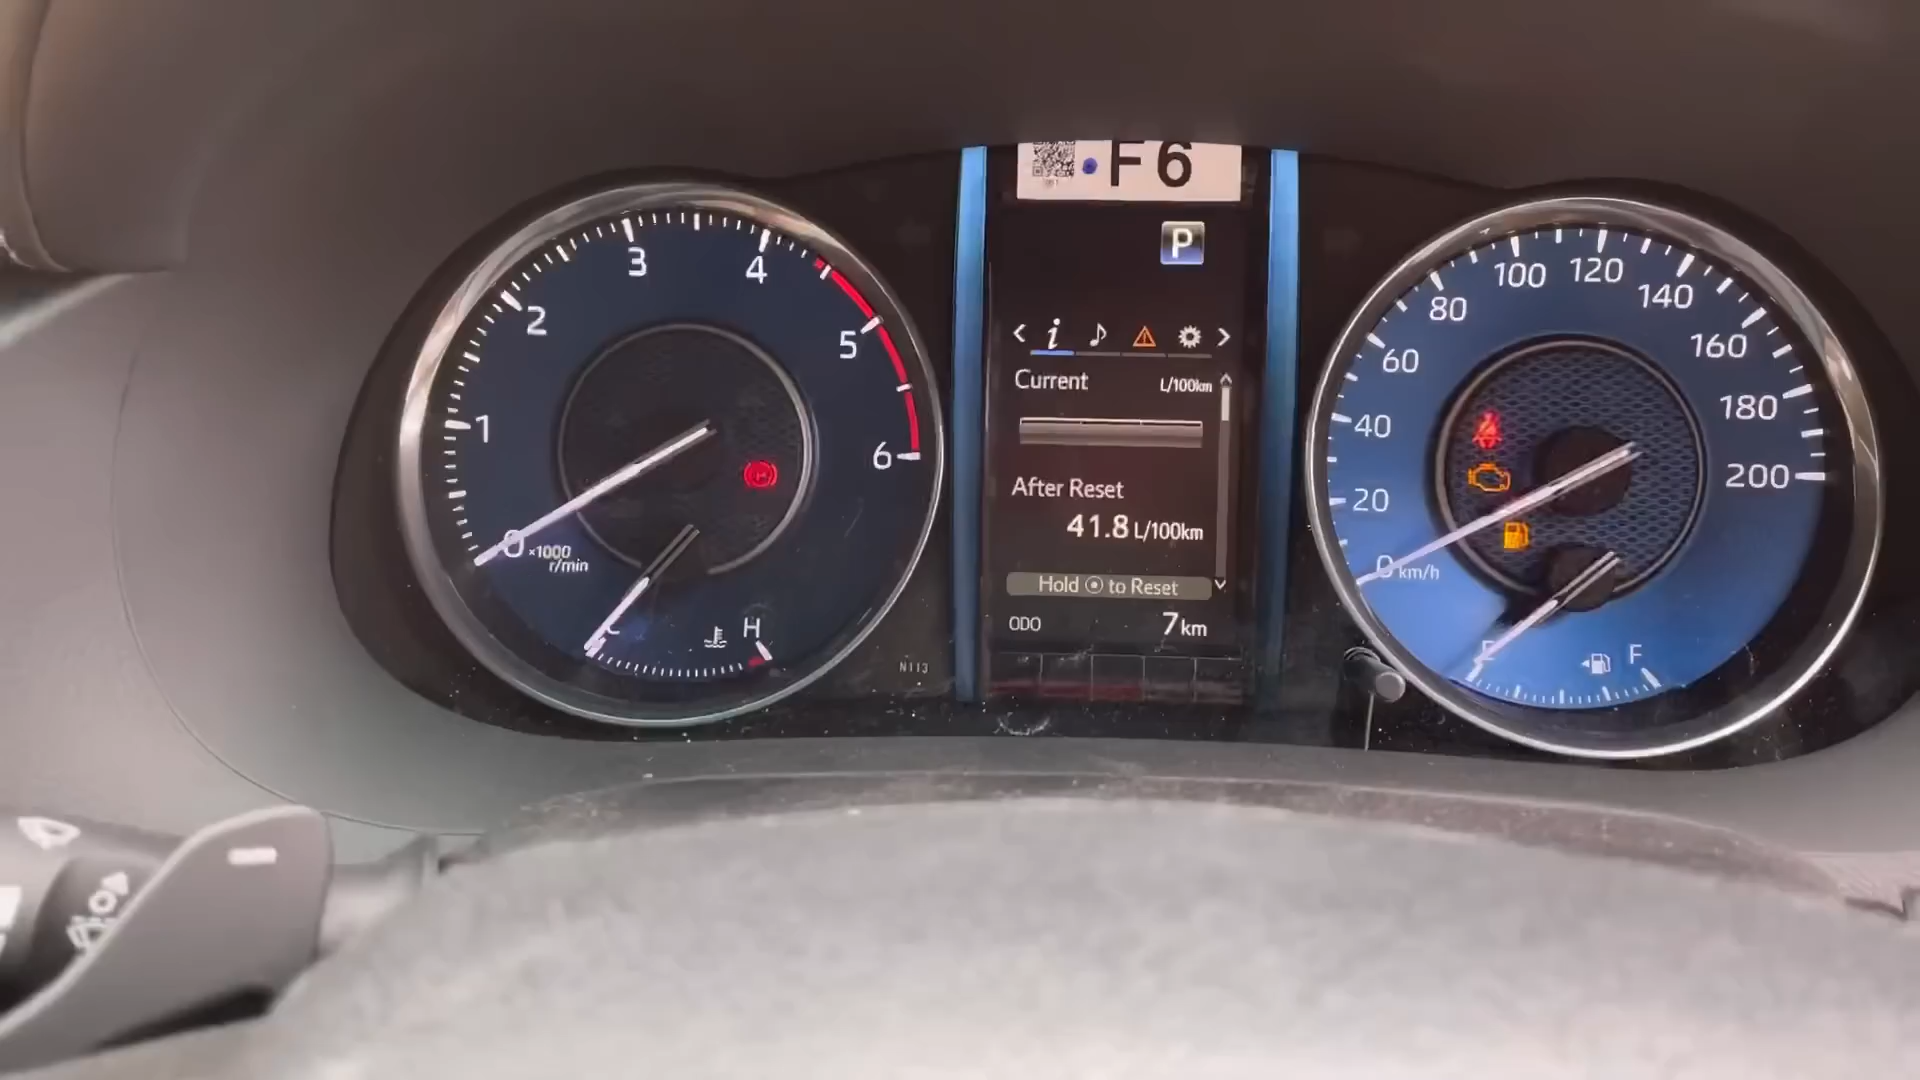 F6
P
Current L/100km
After Reset
41.8 L/100km
Hold to Reset
ODO 7 km
0 1 2 3 4 5 6
×1000
r/min
H
N113
0 20 40 60 80 100 120 140 160 180 200
km/h
E F